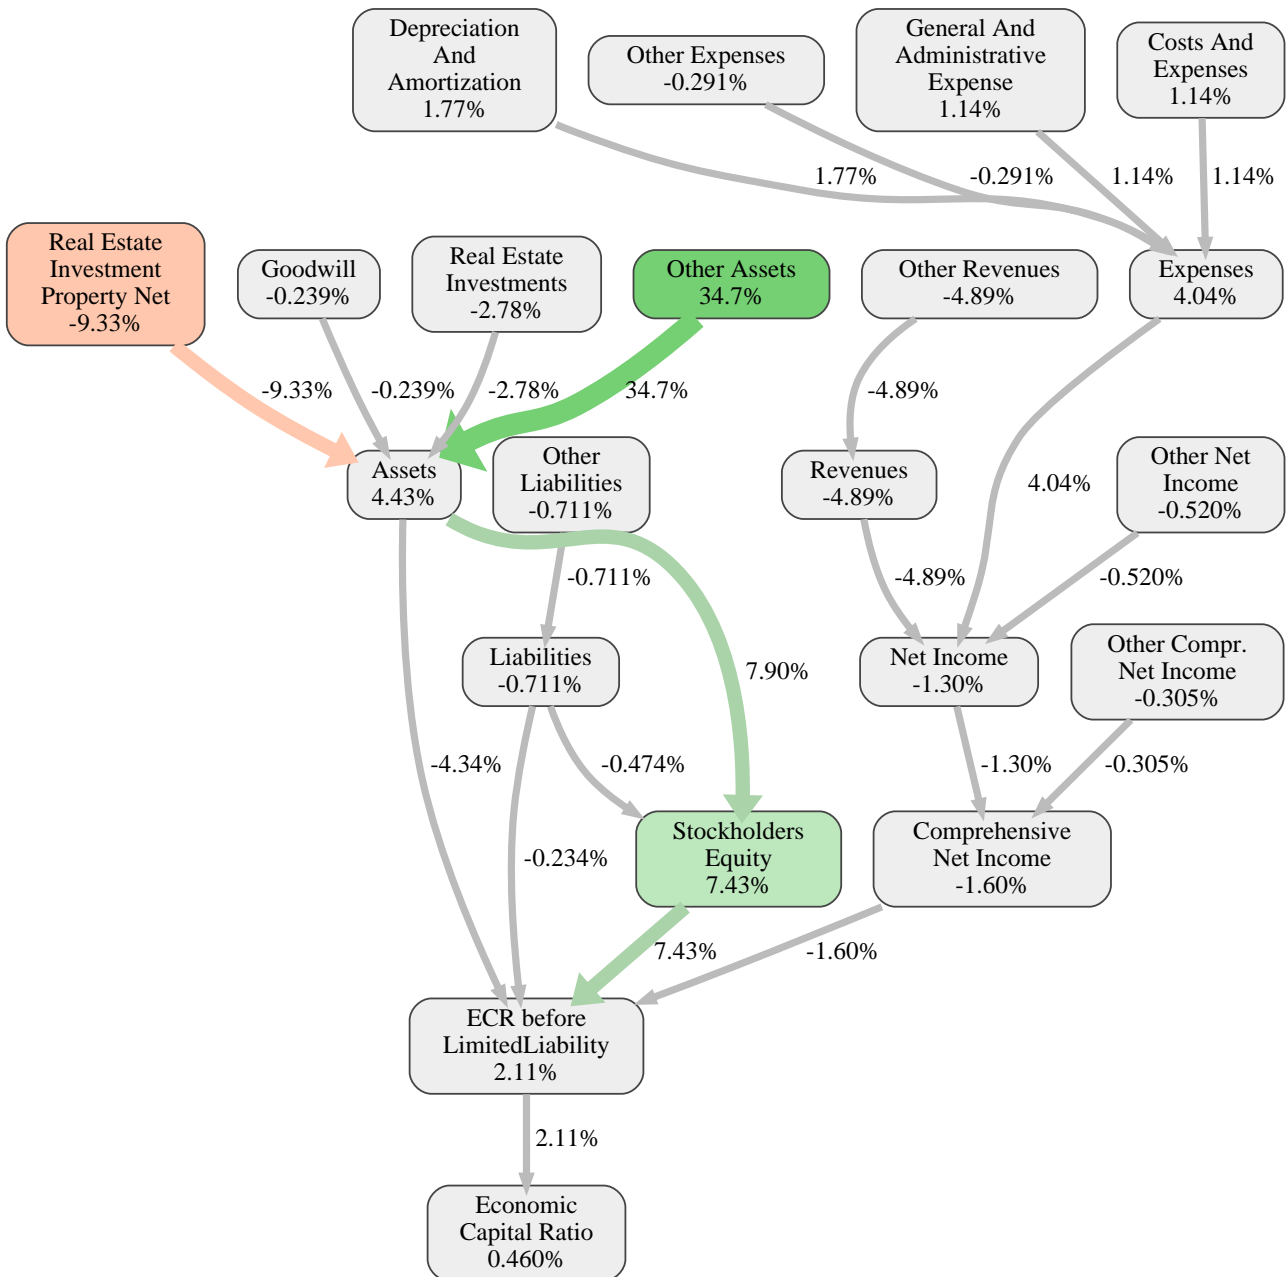 Depreciation
And
Amortization
1.77%
Other Expenses
-0.291%
General And
Administrative
Expense
1.14%
Costs And
Expenses
1.14%
1.77%
-0.291%
1.14%
1.14%
Real Estate
Investment
Property Net
-9.33%
Goodwill
-0.239%
Real Estate
Investments
-2.78%
Other Assets
34.7%
Other Revenues
-4.89%
Expenses
4.04%
-9.33%
-0.239%
-2.78%
34.7%
-4.89%
Assets
4.43%
Other
Liabilities
-0.711%
Revenues
-4.89%
4.04%
Other Net
Income
-0.520%
-0.711%
-4.89%
-0.520%
Liabilities
-0.711%
7.90%
Net Income
-1.30%
Other Compr.
Net Income
-0.305%
-4.34%
-0.474%
-1.30%
-0.305%
-0.234%
Stockholders
Equity
7.43%
Comprehensive
Net Income
-1.60%
7.43%
-1.60%
ECR before
LimitedLiability
2.11%
2.11%
Economic
Capital Ratio
0.460%